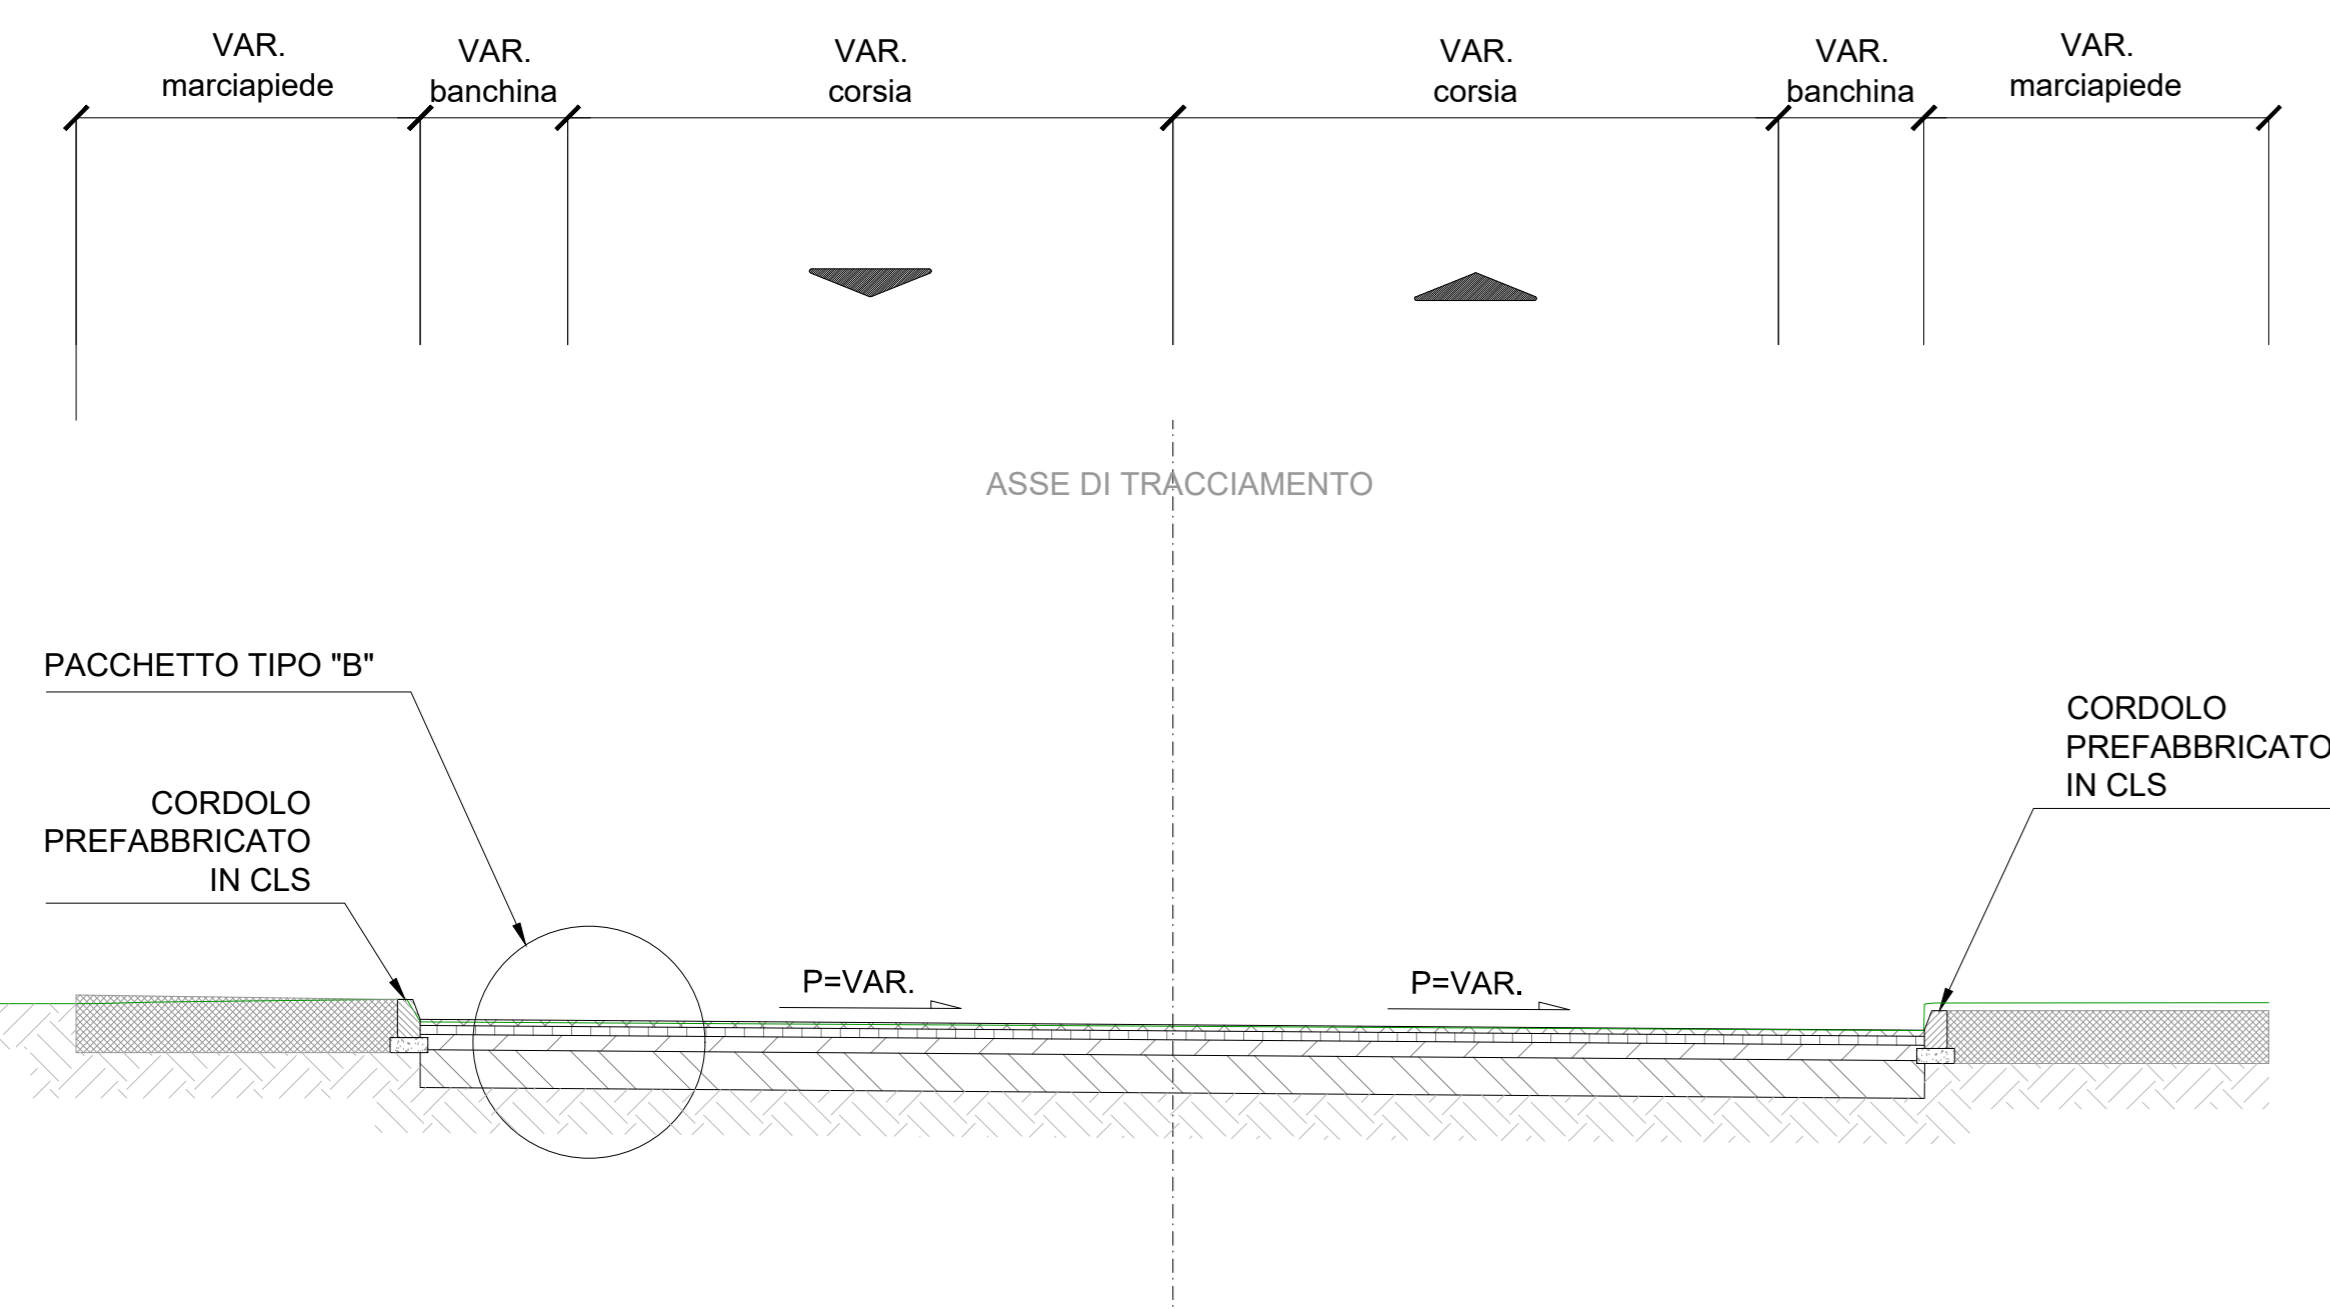 VAR.
marciapiede
VAR.
banchina
VAR.
corsia
VAR.
corsia
VAR.
banchina
VAR.
marciapiede
ASSE DI TRACCIAMENTO
PACCHETTO TIPO "B"
CORDOLO
PREFABBRICATO
IN CLS
CORDOLO
PREFABBRICATO
IN CLS
P=VAR.
P=VAR.